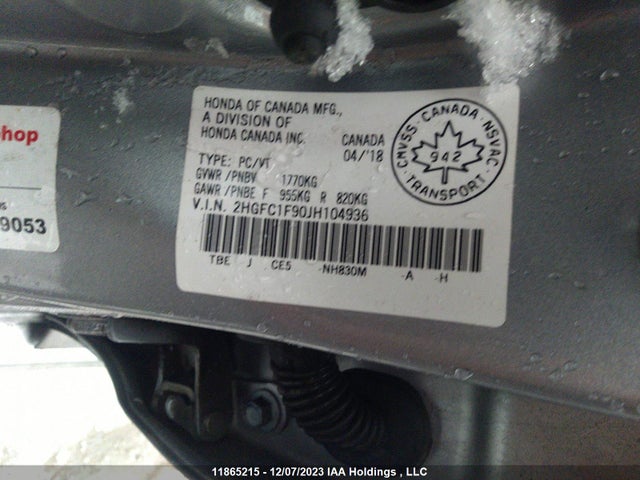 hop
9053
HONDA OF CANADA MFG.,
A DIVISION OF
HONDA CANADA INC.
CANADA
04/'18
TYPE: PC/VT
GVWR/PNBV 1770KG
GAWR/PNBE F 955KG R 820KG
V.I.N. 2HGFC1F90JH104936
TBE J CE5 -NH830M -A -H
CMVSS · CANADA · NSVAC
942
TRANSPORT
11865215 - 12/07/2023 IAA Holdings , LLC